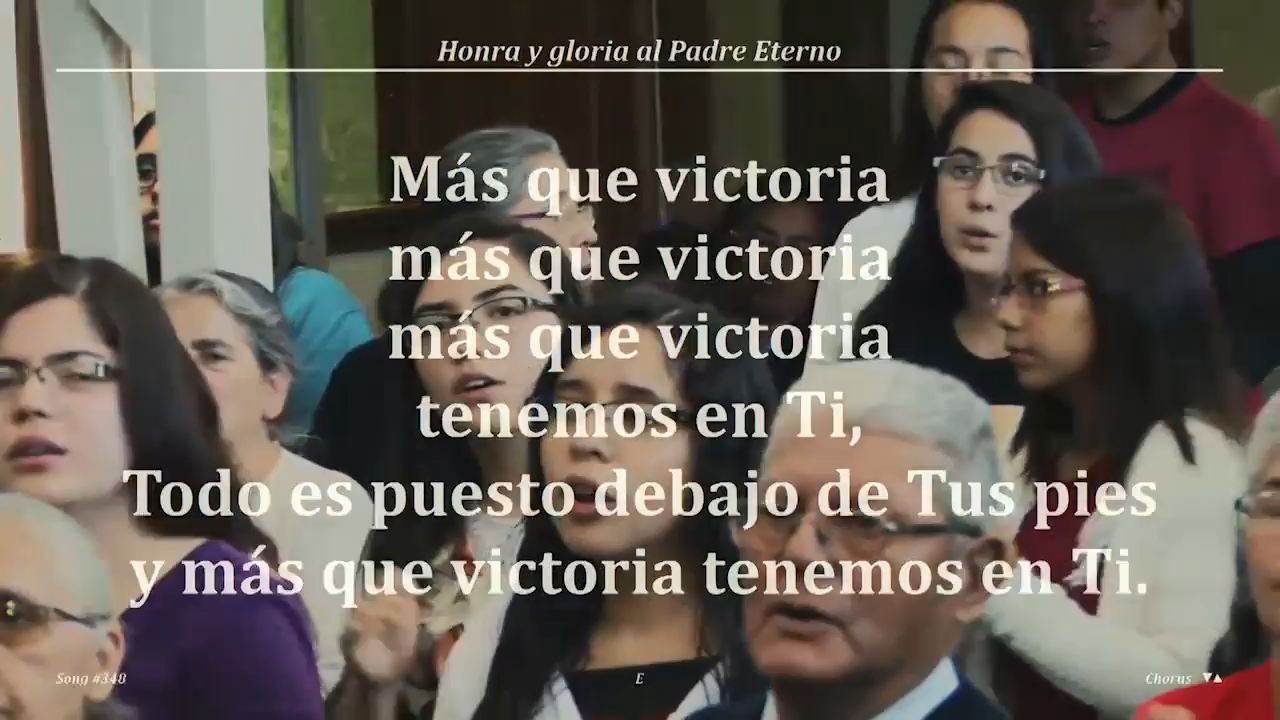 Honra y gloria al Padre Eterno
Más que victoria
más que victoria
más que victoria
tenemos en Ti,
Todo es puesto debajo de Tus pies
y más que victoria tenemos en Ti.
Song #348
E
Chorus ▼▲